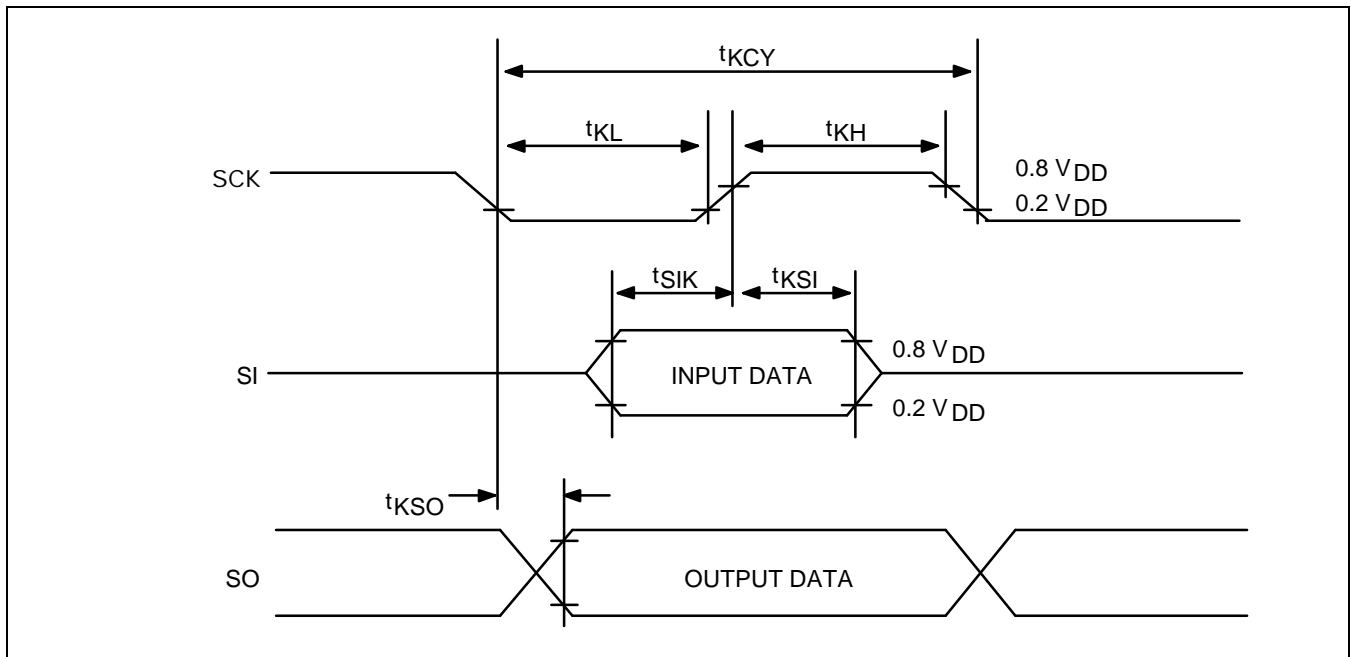 tKCY
tKL
tKH
SCK
0.8 VDD
0.2 VDD
tSIK
tKSI
0.8 VDD
SI
INPUT DATA
0.2 VDD
tKSO
SO
OUTPUT DATA